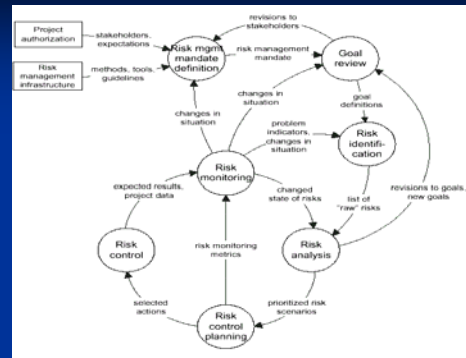 Project
authorization
stakeholders,
expectations
Risk
management
infrastructure
methods, tools,
guidelines
Risk mgmt
mandate
definition
revisions to
stakeholders
risk management
mandate
Goal
review
changes in
situation
changes in
situation
goal
definitions
problem
indicators,
changes in
situation
Risk
identifi-
cation
Risk
monitoring
expected results,
project data
changed
state of risks
list of
"raw" risks
revisions to goals,
new goals
Risk
control
risk monitoring
metrics
Risk
analysis
selected
actions
prioritized risk
scenarios
Risk
control
planning